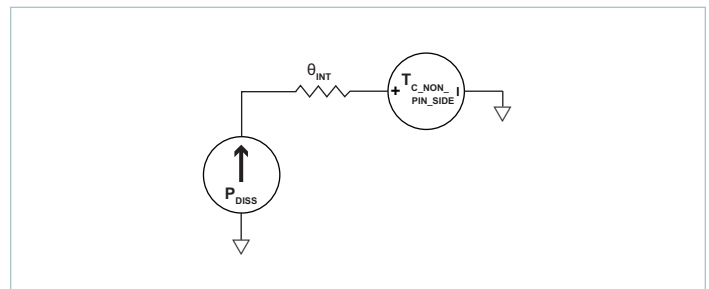 θINT
+ TC_NON_ PIN_SIDE I
PDISS